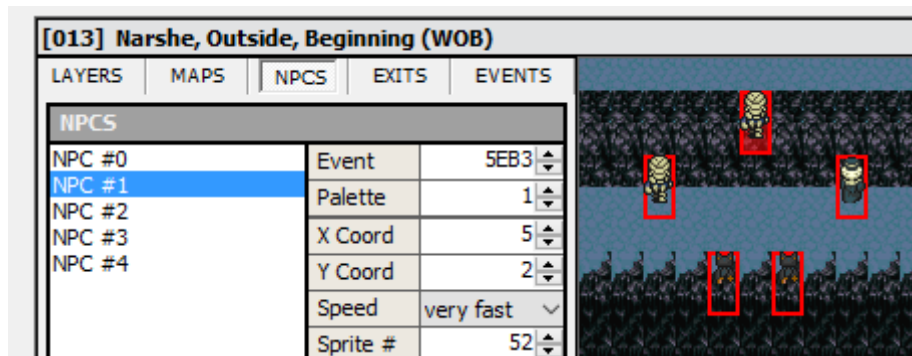 [013] Narshe, Outside, Beginning (WOB)
LAYERS MAPS NPCS EXITS EVENTS
NPCS
NPC #0
NPC #1
NPC #2
NPC #3
NPC #4
Event 5EB3
Palette 1
X Coord 5
Y Coord 2
Speed very fast
Sprite # 52